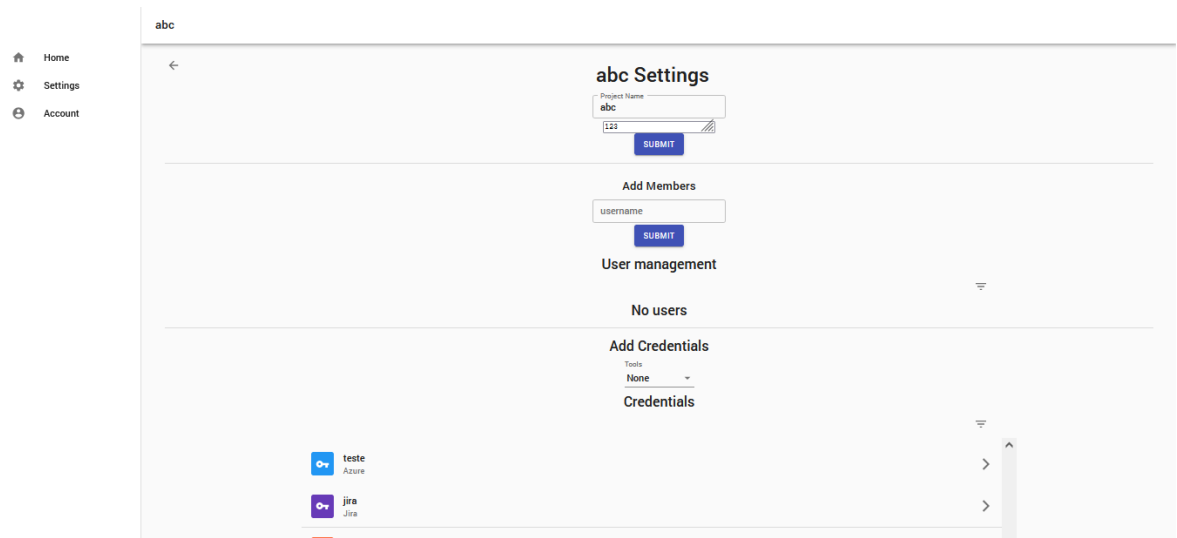 abc
Home
Settings
Account
abc Settings
Project Name
abc
123
SUBMIT
Add Members
username
SUBMIT
User management
No users
Add Credentials
Tools
None
Credentials
teste
Azure
jira
Jira